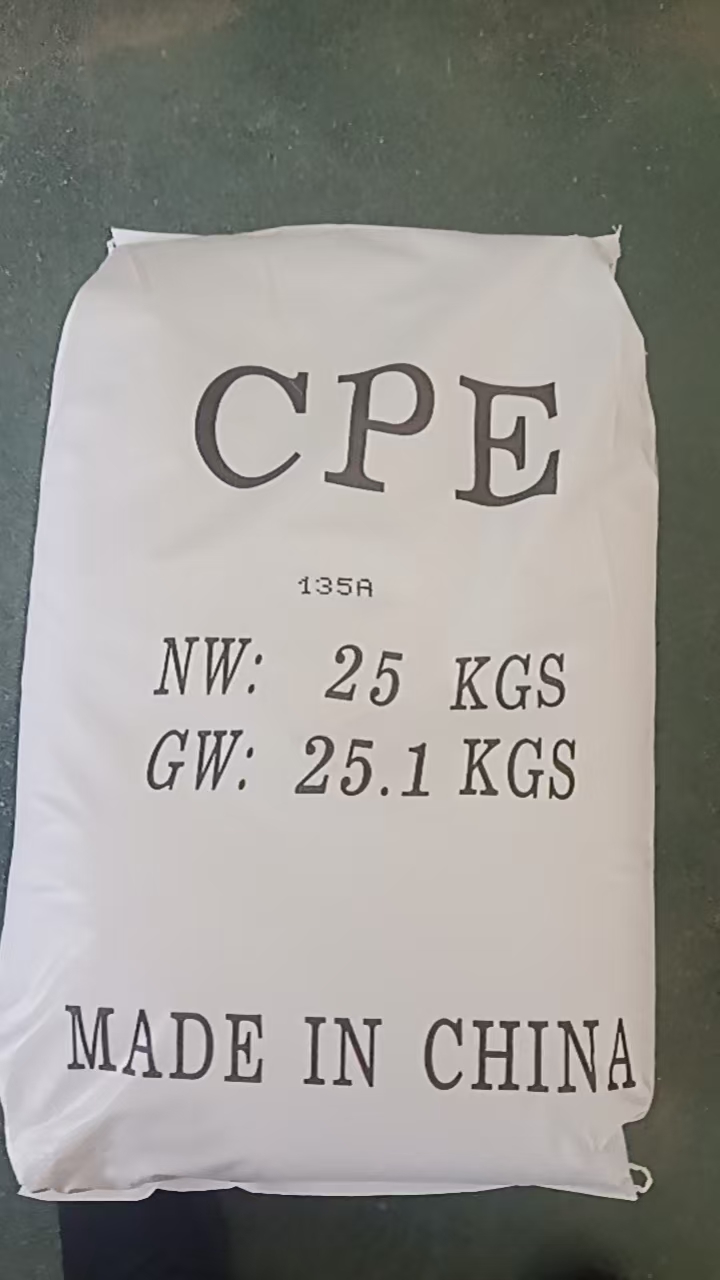 CPE
135A
NW: 25 KGS
GW: 25.1 KGS
MADE IN CHINA